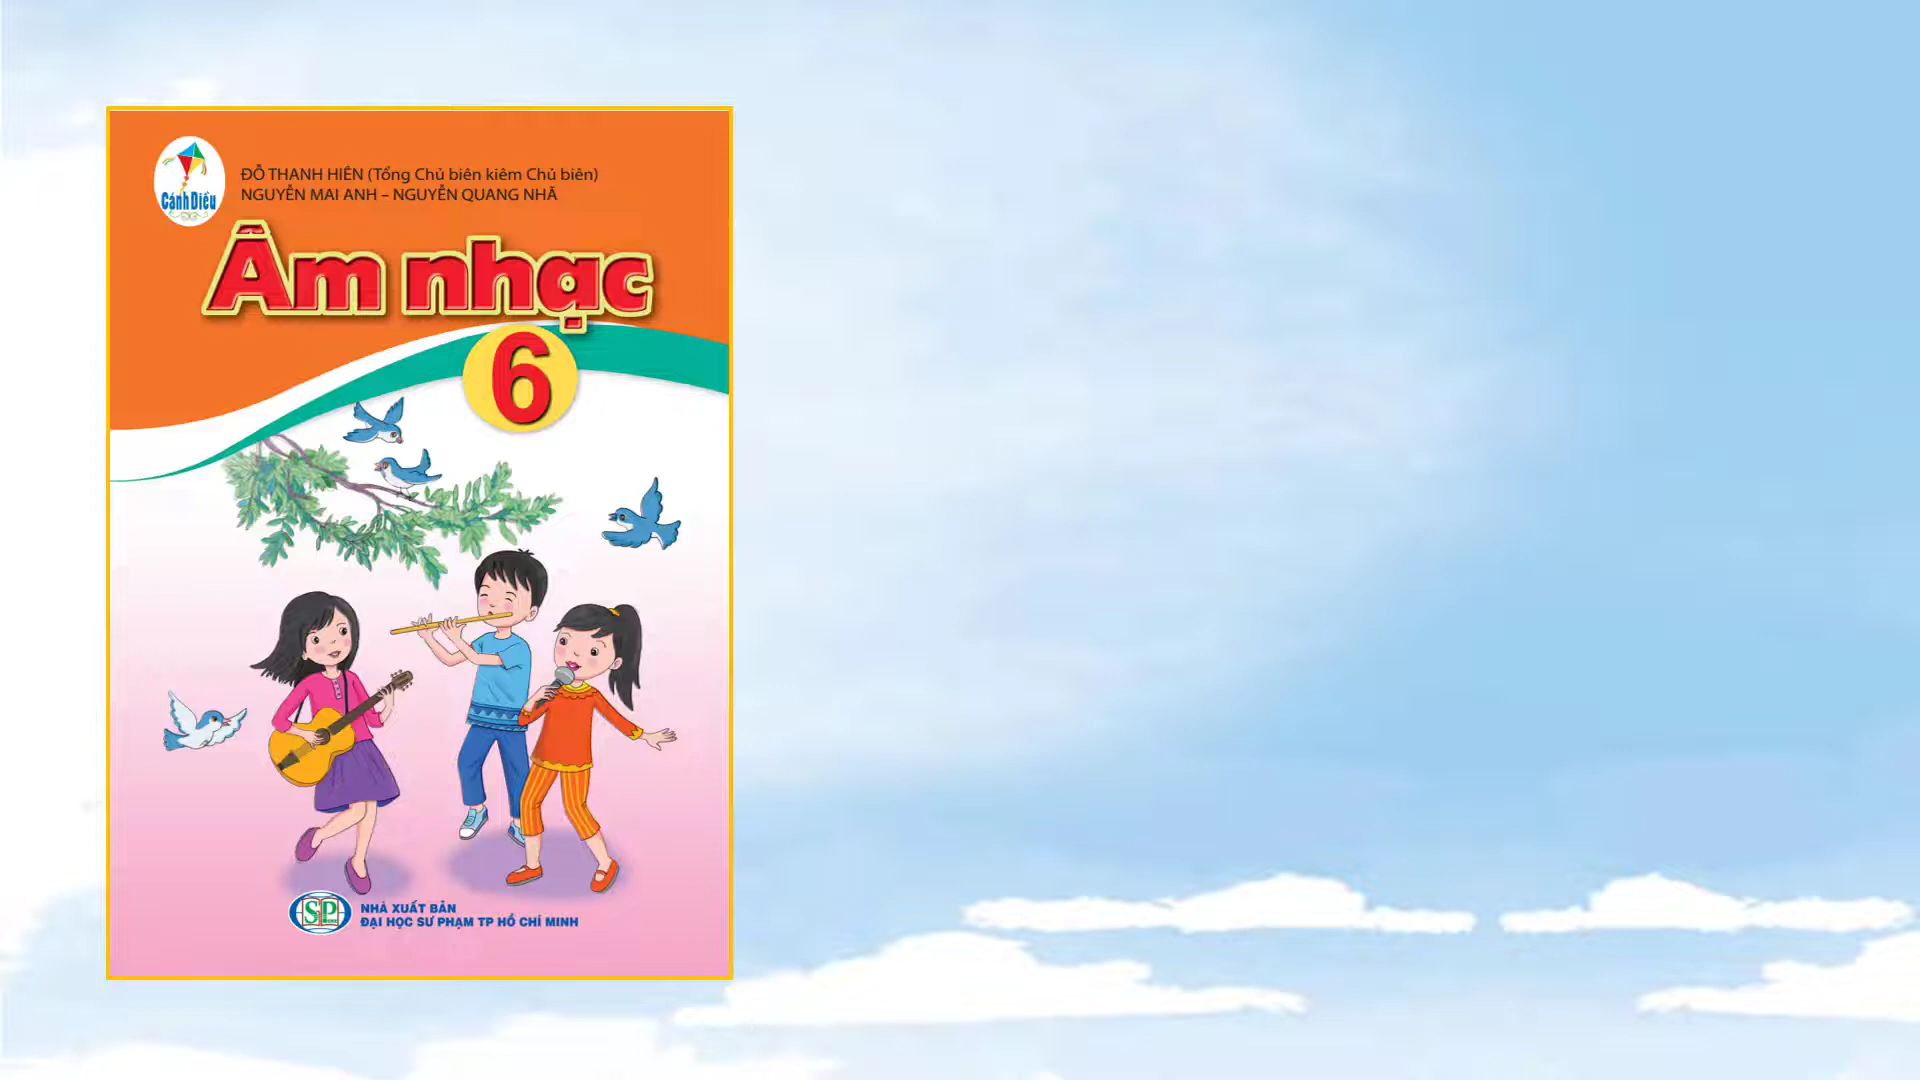 Cánh Diều
ĐỖ THANH HIÊN (Tổng Chủ biên kiêm Chủ biên)
NGUYỄN MAI ANH – NGUYỄN QUANG NHÃ
Âm nhạc
6
SP
NHÀ XUẤT BẢN
ĐẠI HỌC SƯ PHẠM TP HỒ CHÍ MINH